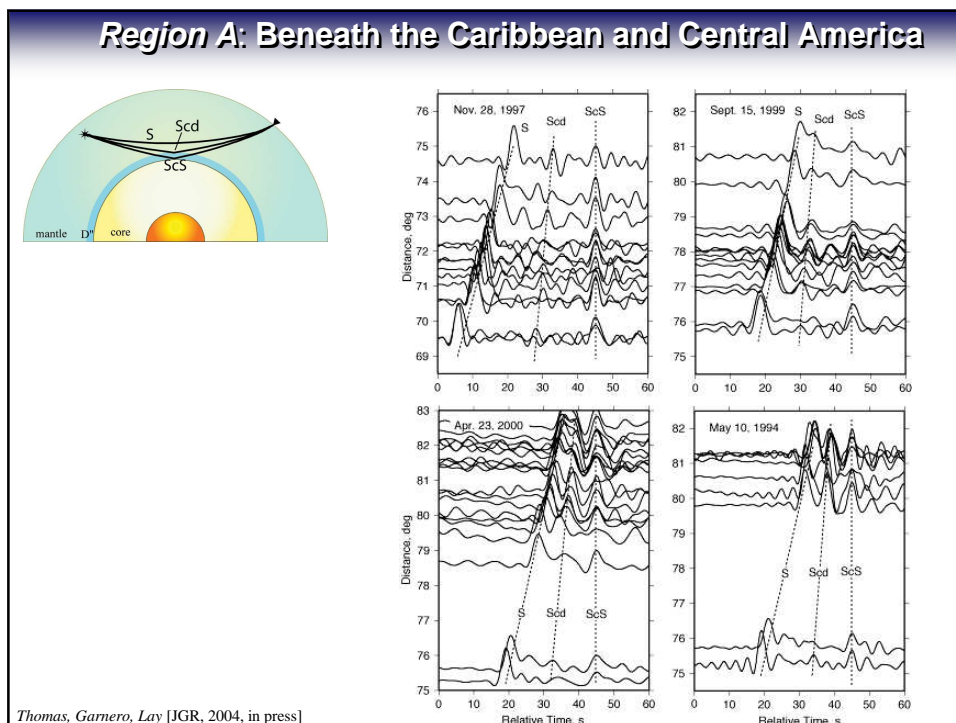 Region A: Beneath the Caribbean and Central America
S
Scd
ScS
mantle
D"
core
Nov. 28, 1997
S
Scd
ScS
76
75
74
73
72
71
70
69
Distance, deg
0 10 20 30 40 50 60
Sept. 15, 1999
S
Scd
ScS
82
81
80
79
78
77
76
75
0 10 20 30 40 50 60
Apr. 23, 2000
S
Scd
ScS
83
82
81
80
79
78
77
76
75
Distance, deg
0 10 20 30 40 50 60
Relative Time, s
May 10, 1994
S
Scd
ScS
82
81
80
79
78
77
76
75
0 10 20 30 40 50 60
Relative Time, s
Thomas, Garnero, Lay [JGR, 2004, in press]